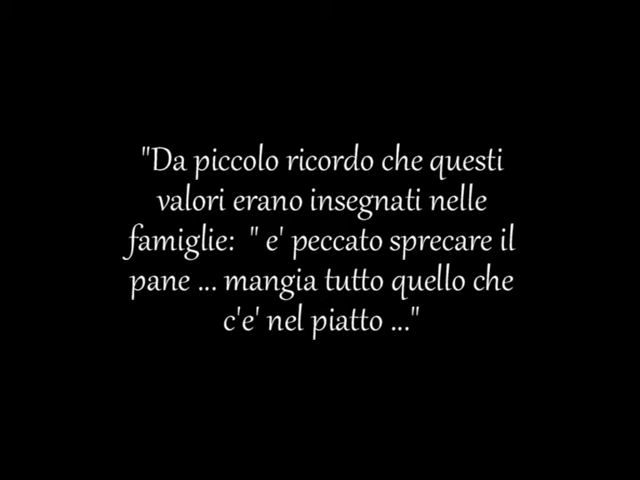 "Da piccolo ricordo che questi
valori erano insegnati nelle
famiglie:  " e' peccato sprecare il
pane ... mangia tutto quello che
c'e' nel piatto ..."